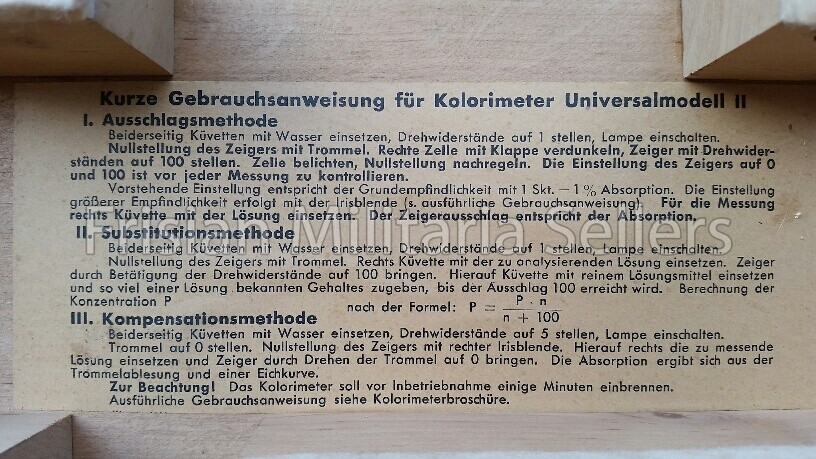 Kurze Gebrauchsanweisung für Kolorimeter Universalmodell II
I. Ausschlagsmethode
Beiderseitig Küvetten mit Wasser einsetzen, Drehwiderstände auf 1 stellen, Lampe einschalten.
Nullstellung des Zeigers mit Trommel. Rechte Zelle mit Klappe verdunkeln, Zeiger mit Drehwider-
ständen auf 100 stellen. Zelle belichten, Nullstellung nachregeln. Die Einstellung des Zeigers auf 0
und 100 ist vor jeder Messung zu kontrollieren.
Vorstehende Einstellung entspricht der Grundempfindlichkeit mit 1 Skt. — 1% Absorption. Die Einstellung
größerer Empfindlichkeit erfolgt mit der Irisblende (s. ausführliche Gebrauchsanweisung). Für die Messung
rechts Küvette mit der Lösung einsetzen. Der Zeigerausschlag entspricht der Absorption.
Frisian Militaria Sellers
II. Substitutionsmethode
Beiderseitig Küvetten mit Wasser einsetzen, Drehwiderstände auf 1 stellen, Lampe einschalten.
Nullstellung des Zeigers mit Trommel. Rechts Küvette mit der zu analysierenden Lösung einsetzen. Zeiger
durch Betätigung der Drehwiderstände auf 100 bringen. Hierauf Küvette mit reinem Lösungsmittel einsetzen
und so viel einer Lösung bekannten Gehaltes zugeben, bis der Ausschlag 100 erreicht wird. Berechnung der
Konzentration P
nach der Formel: P = P . n / n + 100
III. Kompensationsmethode
Beiderseitig Küvetten mit Wasser einsetzen, Drehwiderstände auf 5 stellen, Lampe einschalten.
Trommel auf 0 stellen. Nullstellung des Zeigers mit rechter Irisblende. Hierauf rechts die zu messende
Lösung einsetzen und Zeiger durch Drehen der Trommel auf 0 bringen. Die Absorption ergibt sich aus der
Trommelablesung und einer Eichkurve.
Zur Beachtung! Das Kolorimeter soll vor Inbetriebnahme einige Minuten einbrennen.
Ausführliche Gebrauchsanweisung siehe Kolorimeterbroschüre.